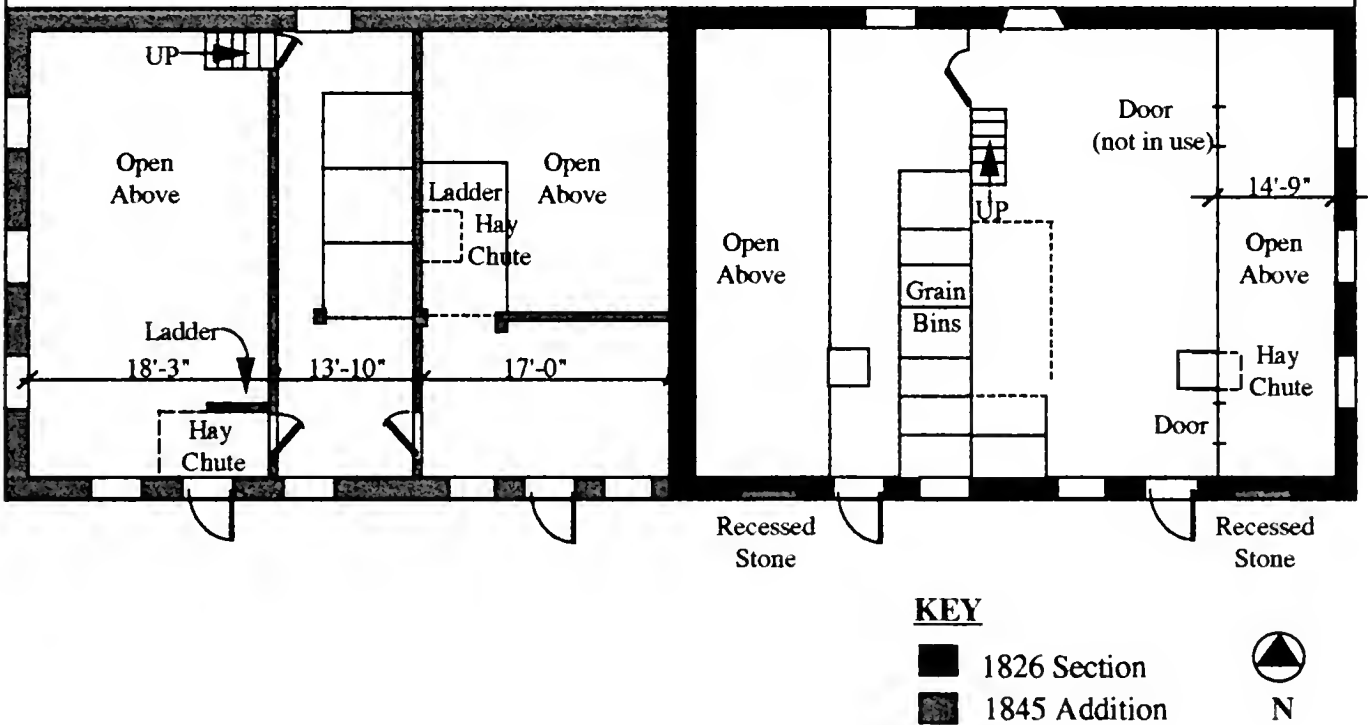 UP
Open
Above
Ladder
Hay
Chute
Open
Above
Ladder
18'-3"
13'-10"
17'-0"
Hay
Chute
Door
(not in use)
14'-9"
UP
Open
Above
Open
Above
Grain
Bins
Hay
Chute
Door
Recessed
Stone
Recessed
Stone
KEY
1826 Section
1845 Addition
N